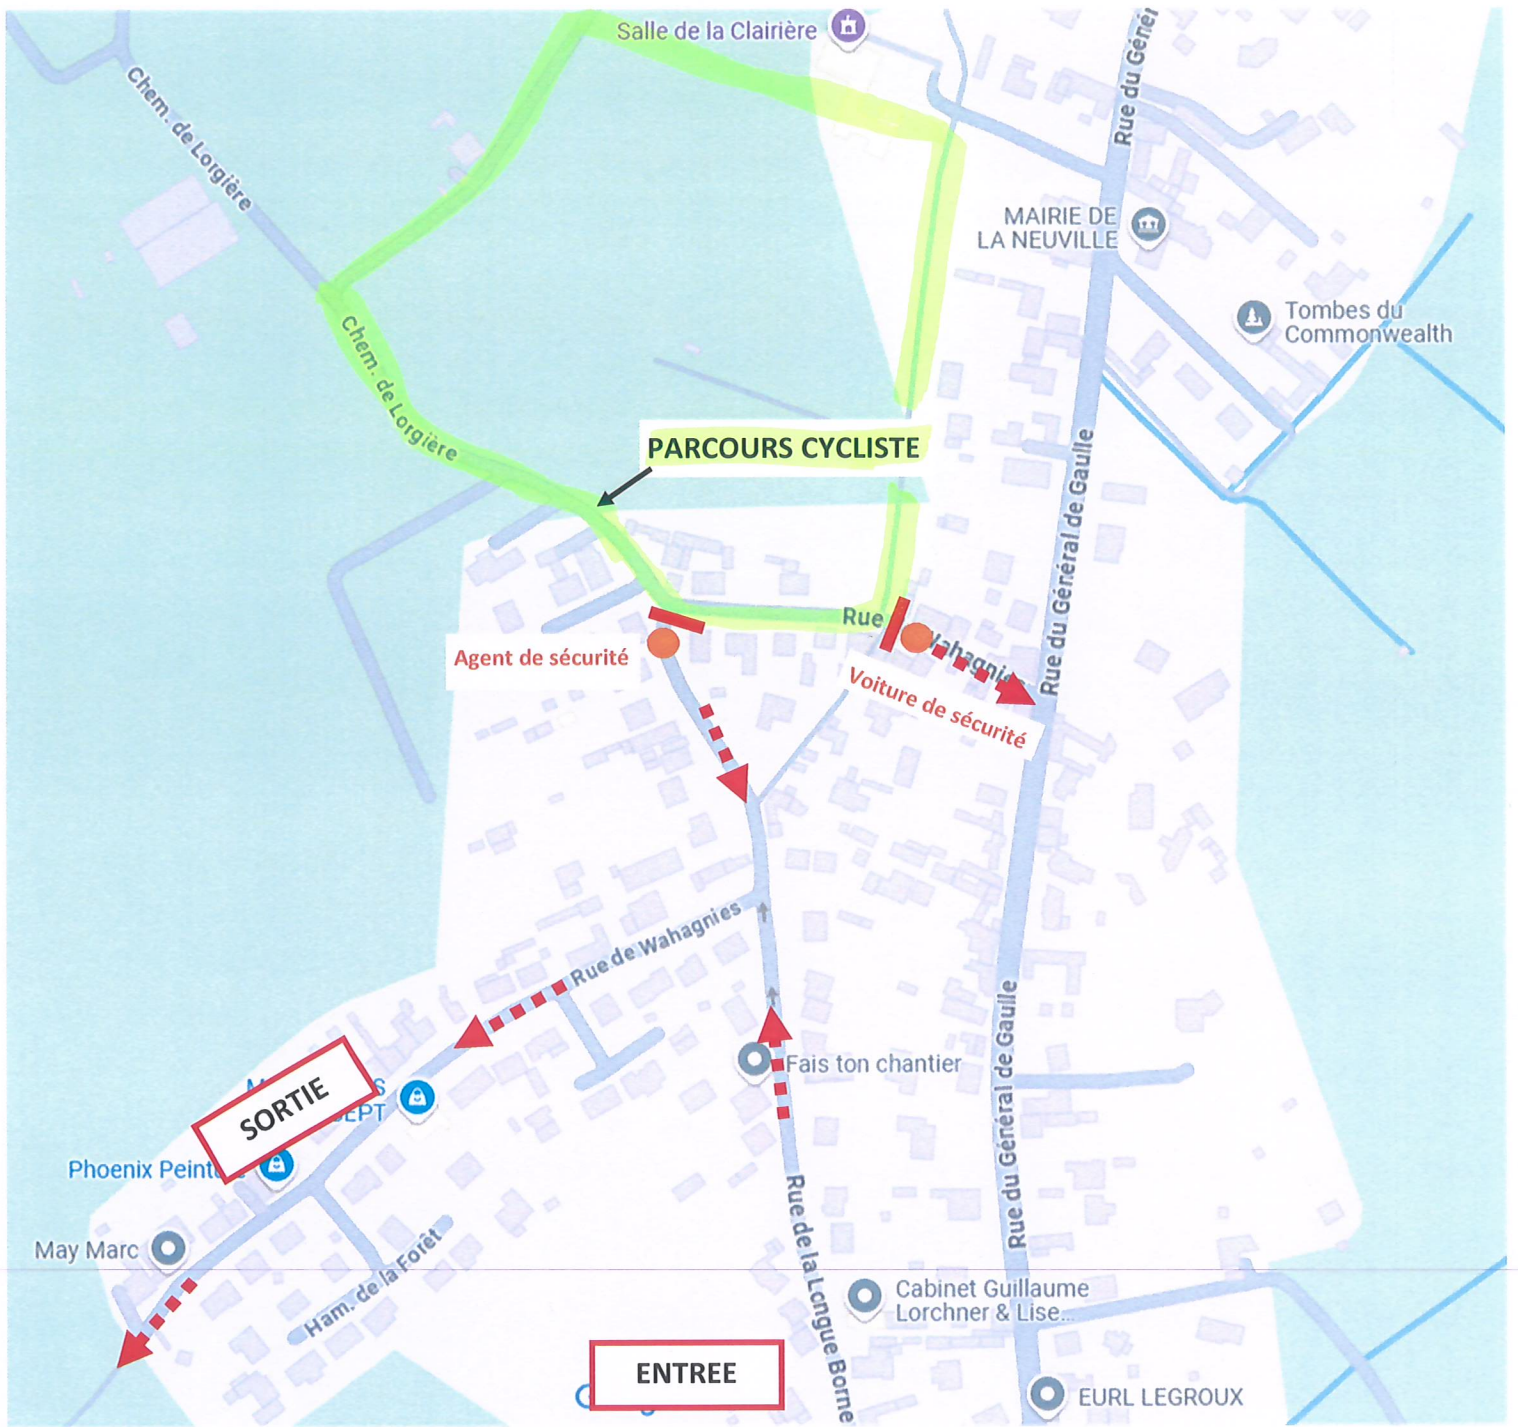 Salle de la Clairière
Rue du Génér
Chem. de Lorgière
MAIRIE DE
LA NEUVILLE
Tombes du
Commonwealth
Chem. de Lorgière
PARCOURS CYCLISTE
Rue du Général de Gaulle
Rue
Wahagnies
Agent de sécurité
Voiture de sécurité
Rue de Wahagnies
Rue du Général de Gaulle
Fais ton chantier
SORTIE
EPT
Phoenix Peint
May Marc
Ham. de la Forêt
Rue de la Longue Borne
Cabinet Guillaume
Lorchner & Lise...
ENTREE
EURL LEGROUX